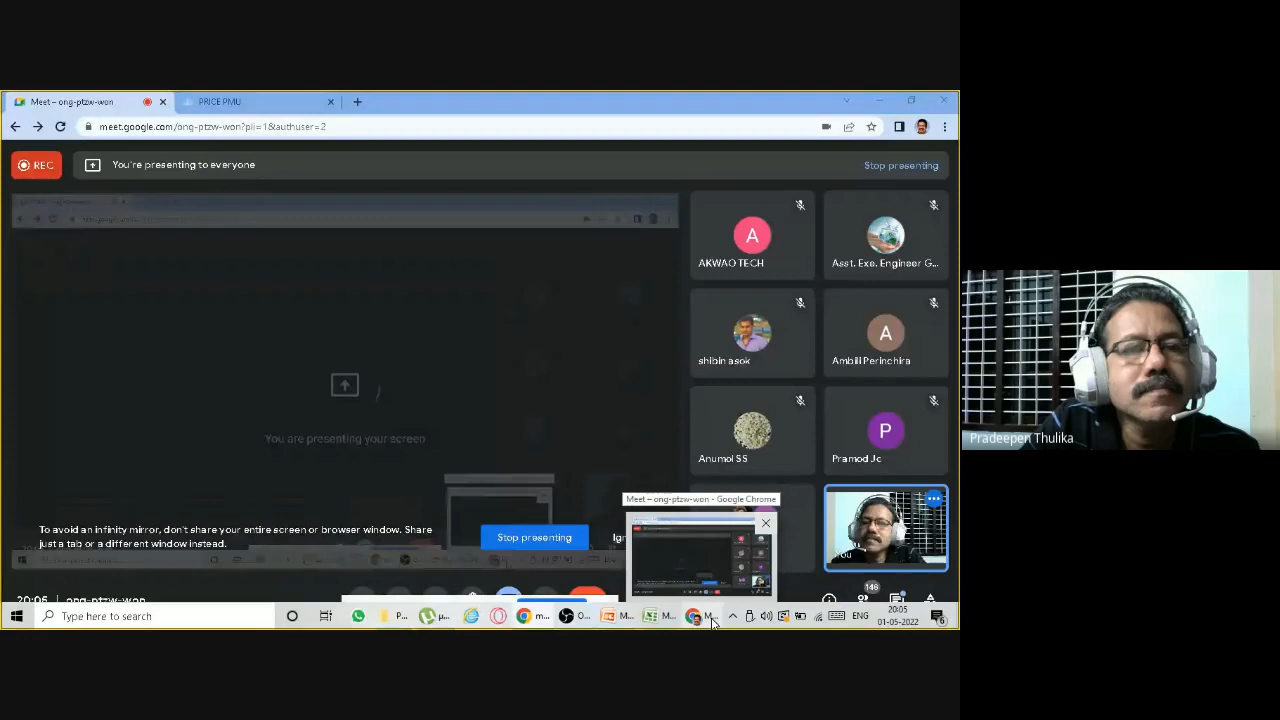 Meet – ong-ptzw-won
PRICE PMU
meet.google.com/ong-ptzw-won?pli=1&authuser=2
REC
You're presenting to everyone
Stop presenting
A
AKWAO TECH
Asst. Exe. Engineer G...
shibin asok
A
Ambili Perinchira
You are presenting your screen
Anumol SS
P
Pramod Jc
Pradeepen Thulika
Meet – ong-ptzw-won - Google Chrome
To avoid an infinity mirror, don't share your entire screen or browser window. Share
just a tab or a different window instead.
Stop presenting
Ign
You
146
20:05
ong-ptzw-won
Type here to search
P...
μ...
m...
O...
M...
M...
M...
ENG
20:05
01-05-2022
6